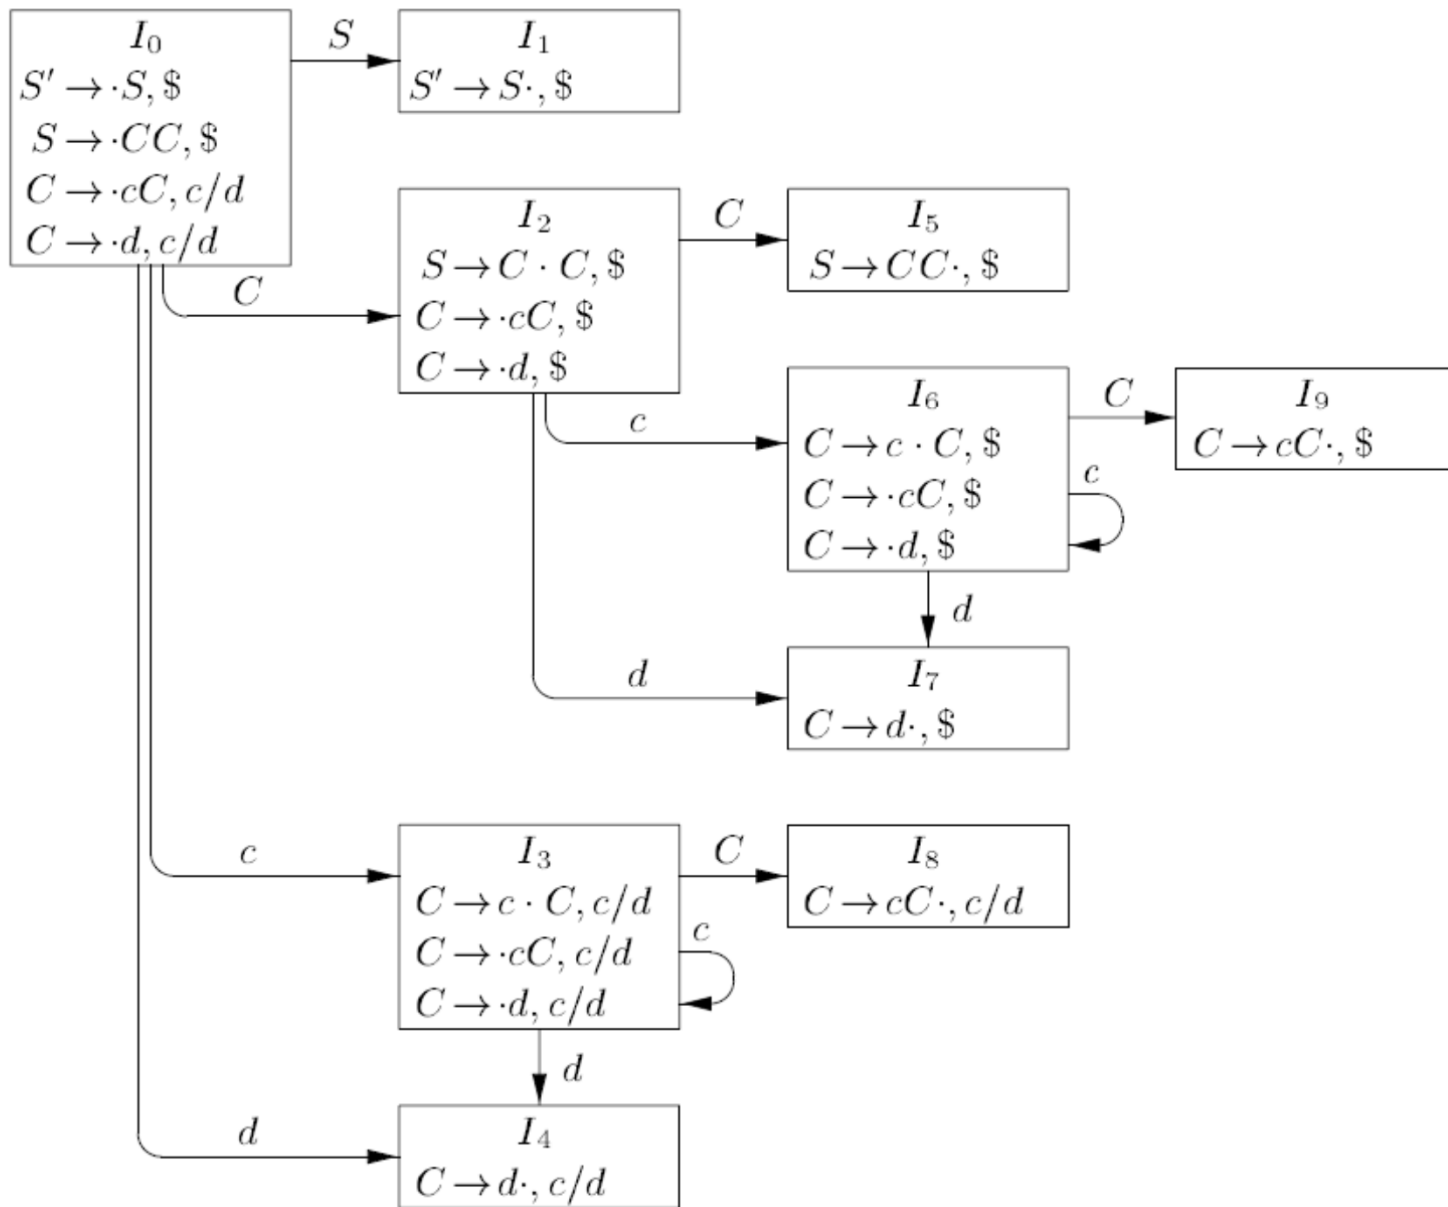 I₀
S′ → ·S, $
S → ·CC, $
C → ·cC, c/d
C → ·d, c/d
S
I₁
S′ → S·, $
C
I₂
S → C · C, $
C → ·cC, $
C → ·d, $
C
I₅
S → CC·, $
c
I₆
C → c · C, $
C → ·cC, $
C → ·d, $
C
I₉
C → cC·, $
c
d
d
I₇
C → d·, $
c
I₃
C → c · C, c/d
C → ·cC, c/d
C → ·d, c/d
C
I₈
C → cC·, c/d
c
d
d
I₄
C → d·, c/d